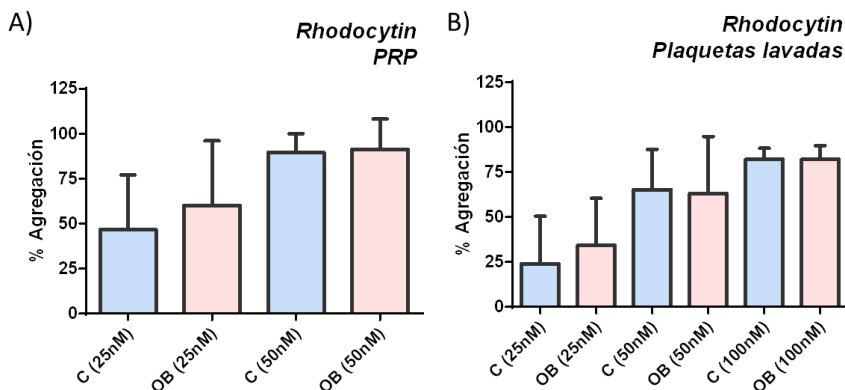 A)
Rhodocytin
PRP
% Agregación
125
100
75
50
25
0
C (25nM)
OB (25nM)
C (50nM)
OB (50nM)
B)
Rhodocytin
Plaquetas lavadas
% Agregación
125
100
75
50
25
0
C (25nM)
OB (25nM)
C (50nM)
OB (50nM)
C (100nM)
OB (100nM)